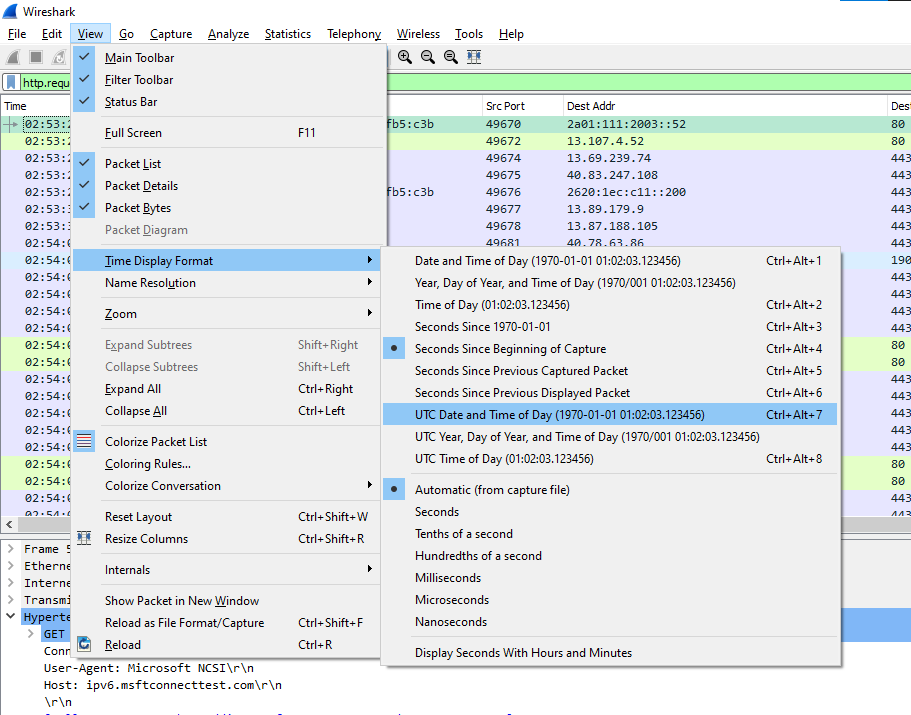 Wireshark
File Edit View Go Capture Analyze Statistics Telephony Wireless Tools Help
http.requ
Time Src Port Dest Addr Dest
02:53:2 fb5:c3b 49670 2a01:111:2003::52 80
02:53:2 49672 13.107.4.52 80
02:53:2 49674 13.69.239.74 443
02:53:2 49675 40.83.247.108 443
02:53:2 fb5:c3b 49676 2620:1ec:c11::200 443
02:53:3 49677 13.89.179.9 443
02:53:3 49678 13.87.188.105 443
02:54:0 49681 40.78.63.86 443
02:54:0 190
02:54:0 443
02:54:0 443
02:54:0 443
02:54:0 443
02:54:0 80
02:54:0 80
02:54:0 443
02:54:0 443
02:54:0 443
02:54:0 443
02:54:0 80
02:54:0 80
02:54:0 443
02:54:0 443
Main Toolbar
Filter Toolbar
Status Bar
Full Screen F11
Packet List
Packet Details
Packet Bytes
Packet Diagram
Time Display Format
Name Resolution
Zoom
Expand Subtrees Shift+Right
Collapse Subtrees Shift+Left
Expand All Ctrl+Right
Collapse All Ctrl+Left
Colorize Packet List
Coloring Rules...
Colorize Conversation
Reset Layout Ctrl+Shift+W
Resize Columns Ctrl+Shift+R
Internals
Show Packet in New Window
Reload as File Format/Capture Ctrl+Shift+F
Reload Ctrl+R
Date and Time of Day (1970-01-01 01:02:03.123456) Ctrl+Alt+1
Year, Day of Year, and Time of Day (1970/001 01:02:03.123456)
Time of Day (01:02:03.123456) Ctrl+Alt+2
Seconds Since 1970-01-01 Ctrl+Alt+3
Seconds Since Beginning of Capture Ctrl+Alt+4
Seconds Since Previous Captured Packet Ctrl+Alt+5
Seconds Since Previous Displayed Packet Ctrl+Alt+6
UTC Date and Time of Day (1970-01-01 01:02:03.123456) Ctrl+Alt+7
UTC Year, Day of Year, and Time of Day (1970/001 01:02:03.123456)
UTC Time of Day (01:02:03.123456) Ctrl+Alt+8
Automatic (from capture file)
Seconds
Tenths of a second
Hundredths of a second
Milliseconds
Microseconds
Nanoseconds
Display Seconds With Hours and Minutes
Frame 5
Etherne
Interne
Transmi
Hyperte
GET
Conn
User-Agent: Microsoft NCSI\r\n
Host: ipv6.msftconnecttest.com\r\n
\r\n